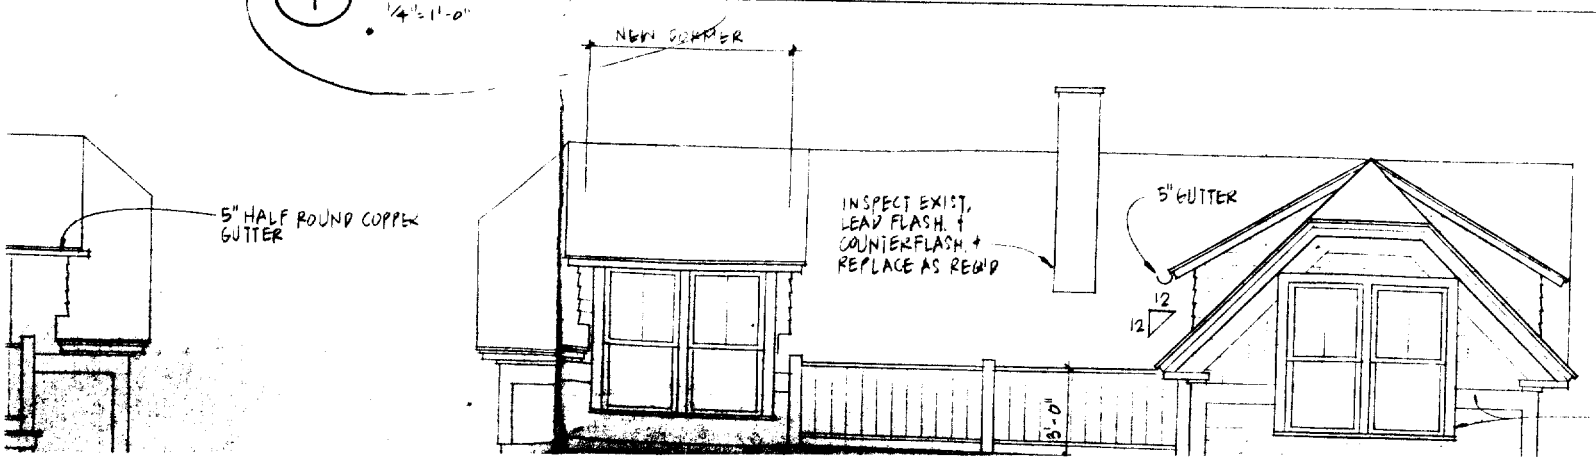 1
1/4"=1'-0"
NEW DORMER
5" HALF ROUND COPPER
GUTTER
INSPECT EXIST.
LEAD FLASH. &
COUNTERFLASH. &
REPLACE AS REQ'D
5" GUTTER
12
12
3'-0"